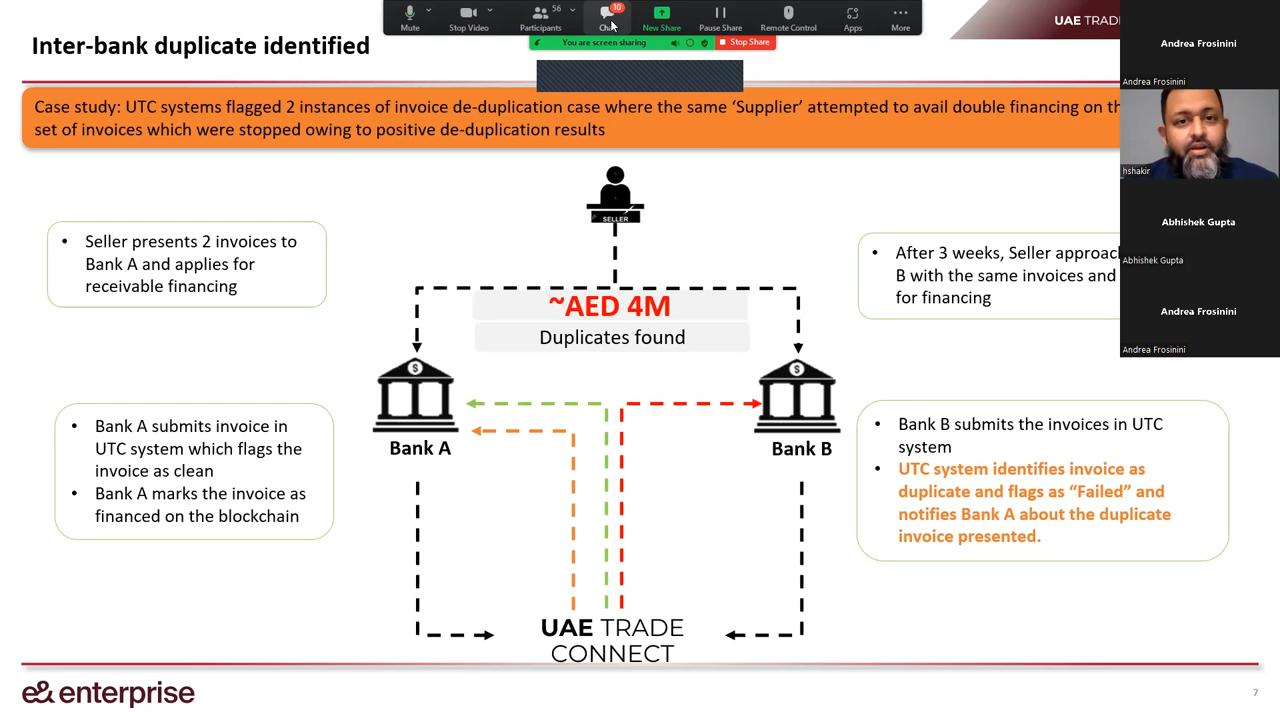 Mute
Stop Video
56
Participants
10
New Share
Pause Share
Remote Control
Apps
More
You are screen sharing
Stop Share
Inter-bank duplicate identified
UAE TRADE
Andrea Frosinini
Andrea Frosinini
hshakir
Abhishek Gupta
Abhishek Gupta
Andrea Frosinini
Andrea Frosinini
Case study: UTC systems flagged 2 instances of invoice de-duplication case where the same ‘Supplier’ attempted to avail double financing on
set of invoices which were stopped owing to positive de-duplication results
SELLER
• Seller presents 2 invoices to
Bank A and applies for
receivable financing
• After 3 weeks, Seller
B with the same invoices and
for financing
~AED 4M
Duplicates found
$
$
Bank A
Bank B
• Bank A submits invoice in
UTC system which flags the
invoice as clean
• Bank A marks the invoice as
financed on the blockchain
• Bank B submits the invoices in UTC
system
• UTC system identifies invoice as
duplicate and flags as “Failed” and
notifies Bank A about the duplicate
invoice presented.
UAE TRADE
CONNECT
e& enterprise
7